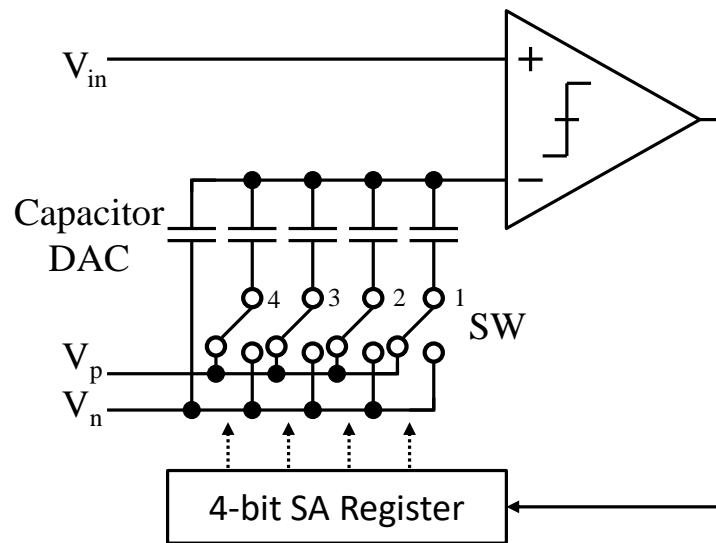 V_in
+
−
Capacitor
DAC
4 3 2 1
SW
V_p
V_n
4-bit SA Register